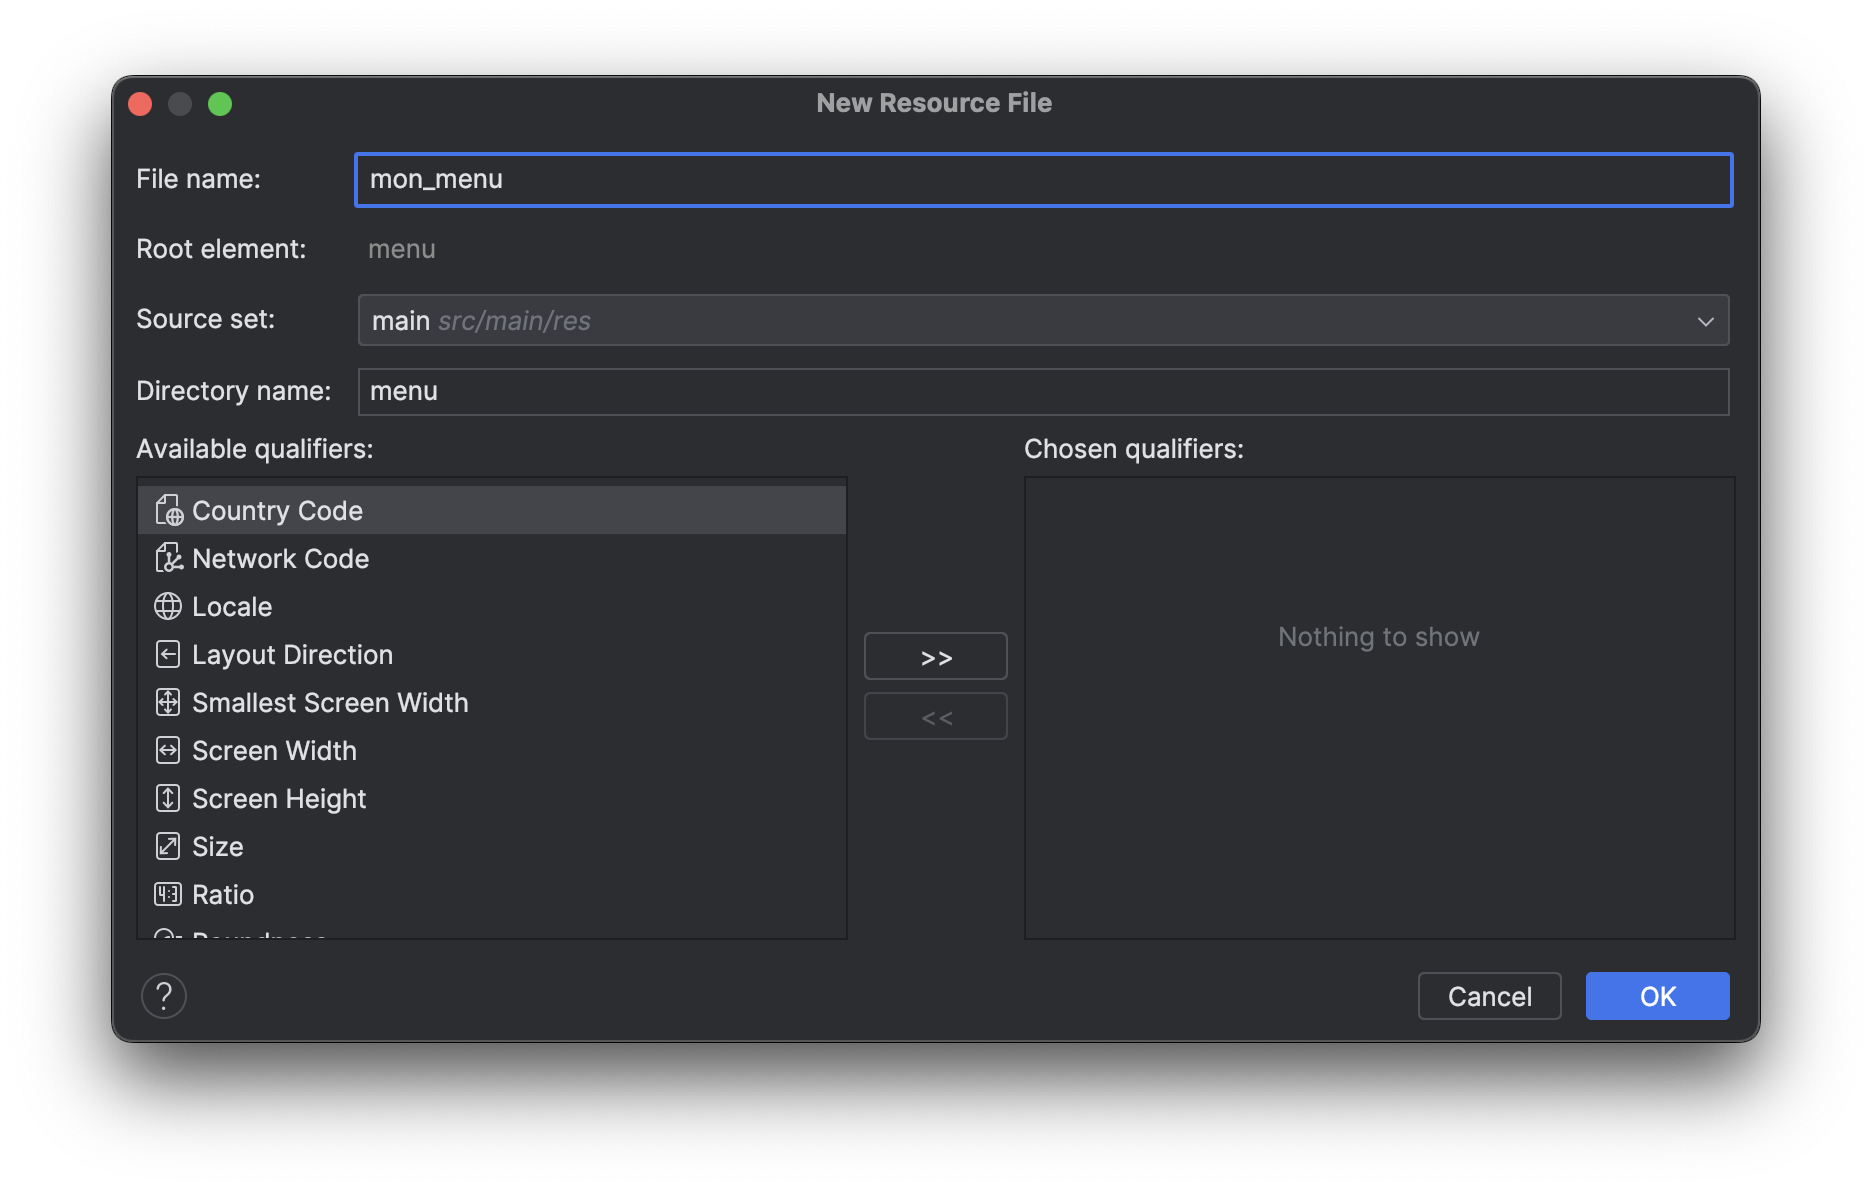 New Resource File
File name: mon_menu
Root element: menu
Source set: main src/main/res
Directory name: menu
Available qualifiers:
Country Code
Network Code
Locale
Layout Direction
Smallest Screen Width
Screen Width
Screen Height
Size
4:3 Ratio
>>
<<
Chosen qualifiers:
Nothing to show
?
Cancel
OK